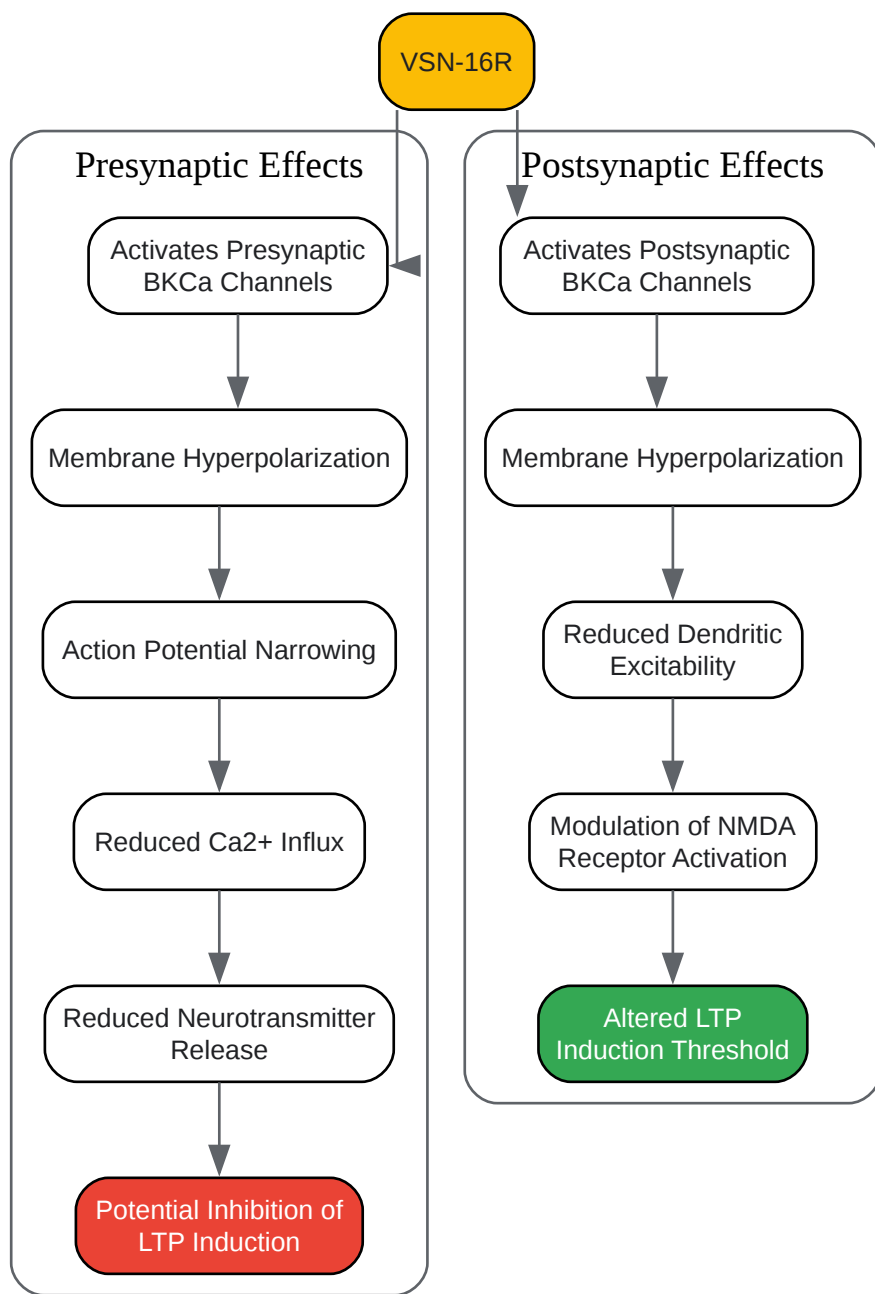 VSN-16R
Presynaptic Effects
Activates Presynaptic
BKCa Channels
Membrane Hyperpolarization
Action Potential Narrowing
Reduced Ca2+ Influx
Reduced Neurotransmitter
Release
Potential Inhibition of
LTP Induction
Postsynaptic Effects
Activates Postsynaptic
BKCa Channels
Membrane Hyperpolarization
Reduced Dendritic
Excitability
Modulation of NMDA
Receptor Activation
Altered LTP
Induction Threshold